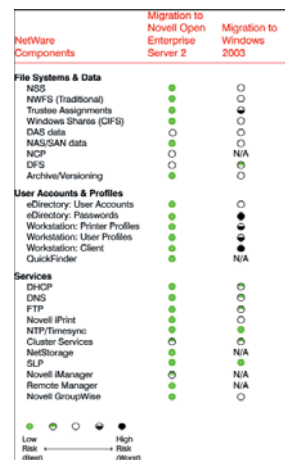 NetWare Components
Migration to Novell Open Enterprise Server 2
Migration to Windows 2003
File Systems & Data
NSS
NWFS (Traditional)
Trustee Assignments
Windows Shares (CIFS)
DAS data
NAS/SAN data
NCP N/A
DFS
Archive/Versioning
User Accounts & Profiles
eDirectory: User Accounts
eDirectory: Passwords
Workstation: Printer Profiles
Workstation: User Profiles
Workstation: Client
QuickFinder N/A
Services
DHCP
DNS
FTP
Novell iPrint
NTP/Timesync
Cluster Services
NetStorage N/A
SLP
Novell iManager N/A
Remote Manager N/A
Novell GroupWise
Low Risk (Best)
High Risk (Worst)